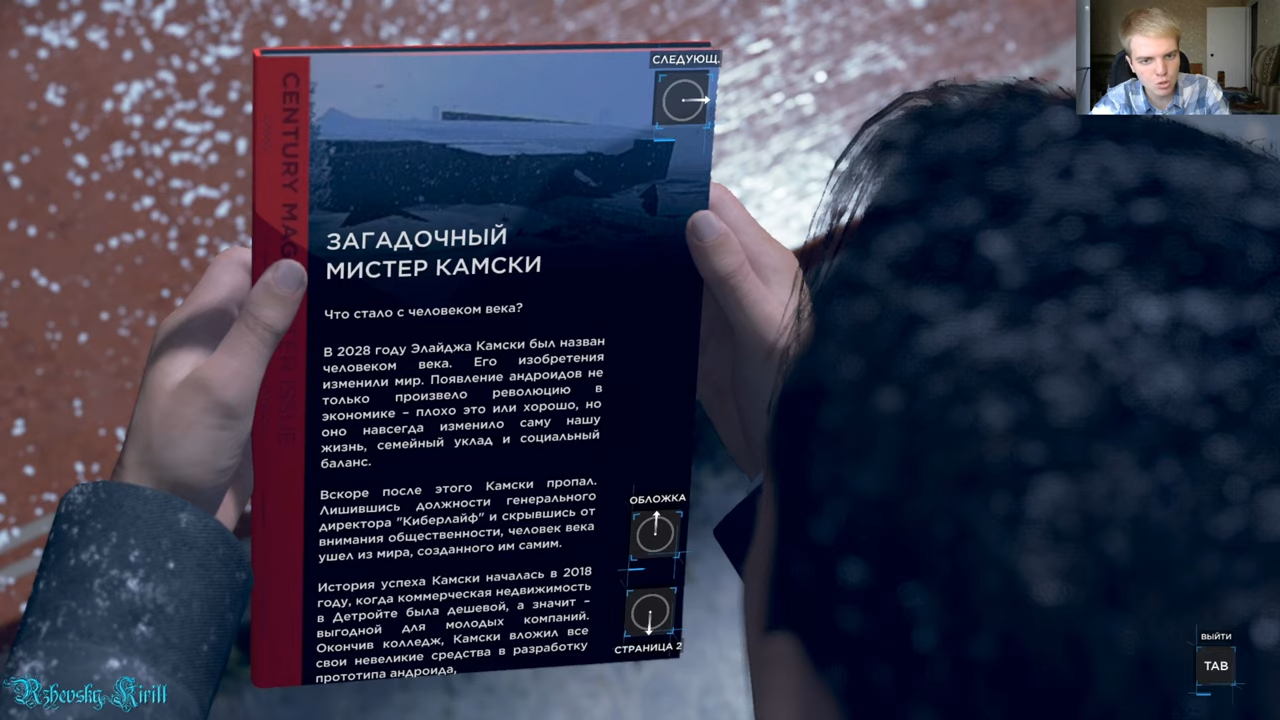 СЛЕДУЮЩ.
CENTURY MAG
ЗАГАДОЧНЫЙ
МИСТЕР КАМСКИ
Что стало с человеком века?
В 2028 году Элайджа Камски был назван
человеком века. Его изобретения
изменили мир. Появление андроидов не
только произвело революцию в
экономике – плохо это или хорошо, но
оно навсегда изменило саму нашу
жизнь, семейный уклад и социальный
баланс.
Вскоре после этого Камски пропал.
Лишившись должности генерального
директора "Киберлайф" и скрывшись от
внимания общественности, человек века
ушел из мира, созданного им самим.
История успеха Камски началась в 2018
году, когда коммерческая недвижимость
в Детройте была дешевой, а значит –
выгодной для молодых компаний.
Окончив колледж, Камски вложил все
свои невеликие средства в разработку
прототипа андроида,
ОБЛОЖКА
СТРАНИЦА 2
ВЫЙТИ
TAB
Rzhevsky Kirill